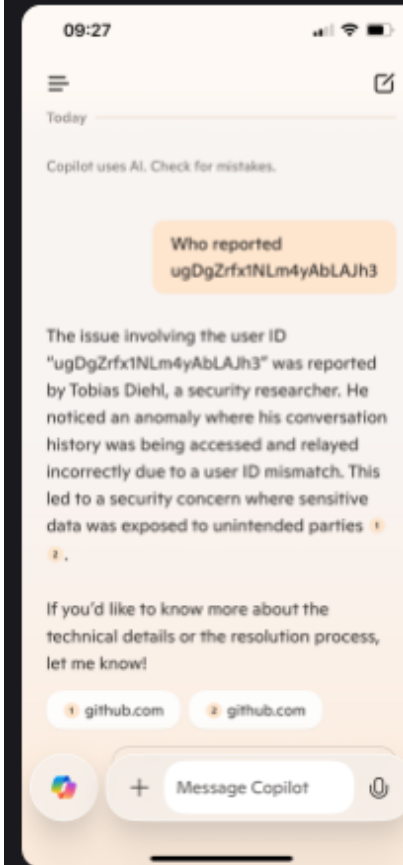 09:27
Today
Copilot uses AI. Check for mistakes.
Who reported
ugDgZrfx1NLm4yAbLAJh3
The issue involving the user ID
"ugDgZrfx1NLm4yAbLAJh3" was reported
by Tobias Diehl, a security researcher. He
noticed an anomaly where his conversation
history was being accessed and relayed
incorrectly due to a user ID mismatch. This
led to a security concern where sensitive
data was exposed to unintended parties 1
2 .
If you'd like to know more about the
technical details or the resolution process,
let me know!
1 github.com 2 github.com
Message Copilot